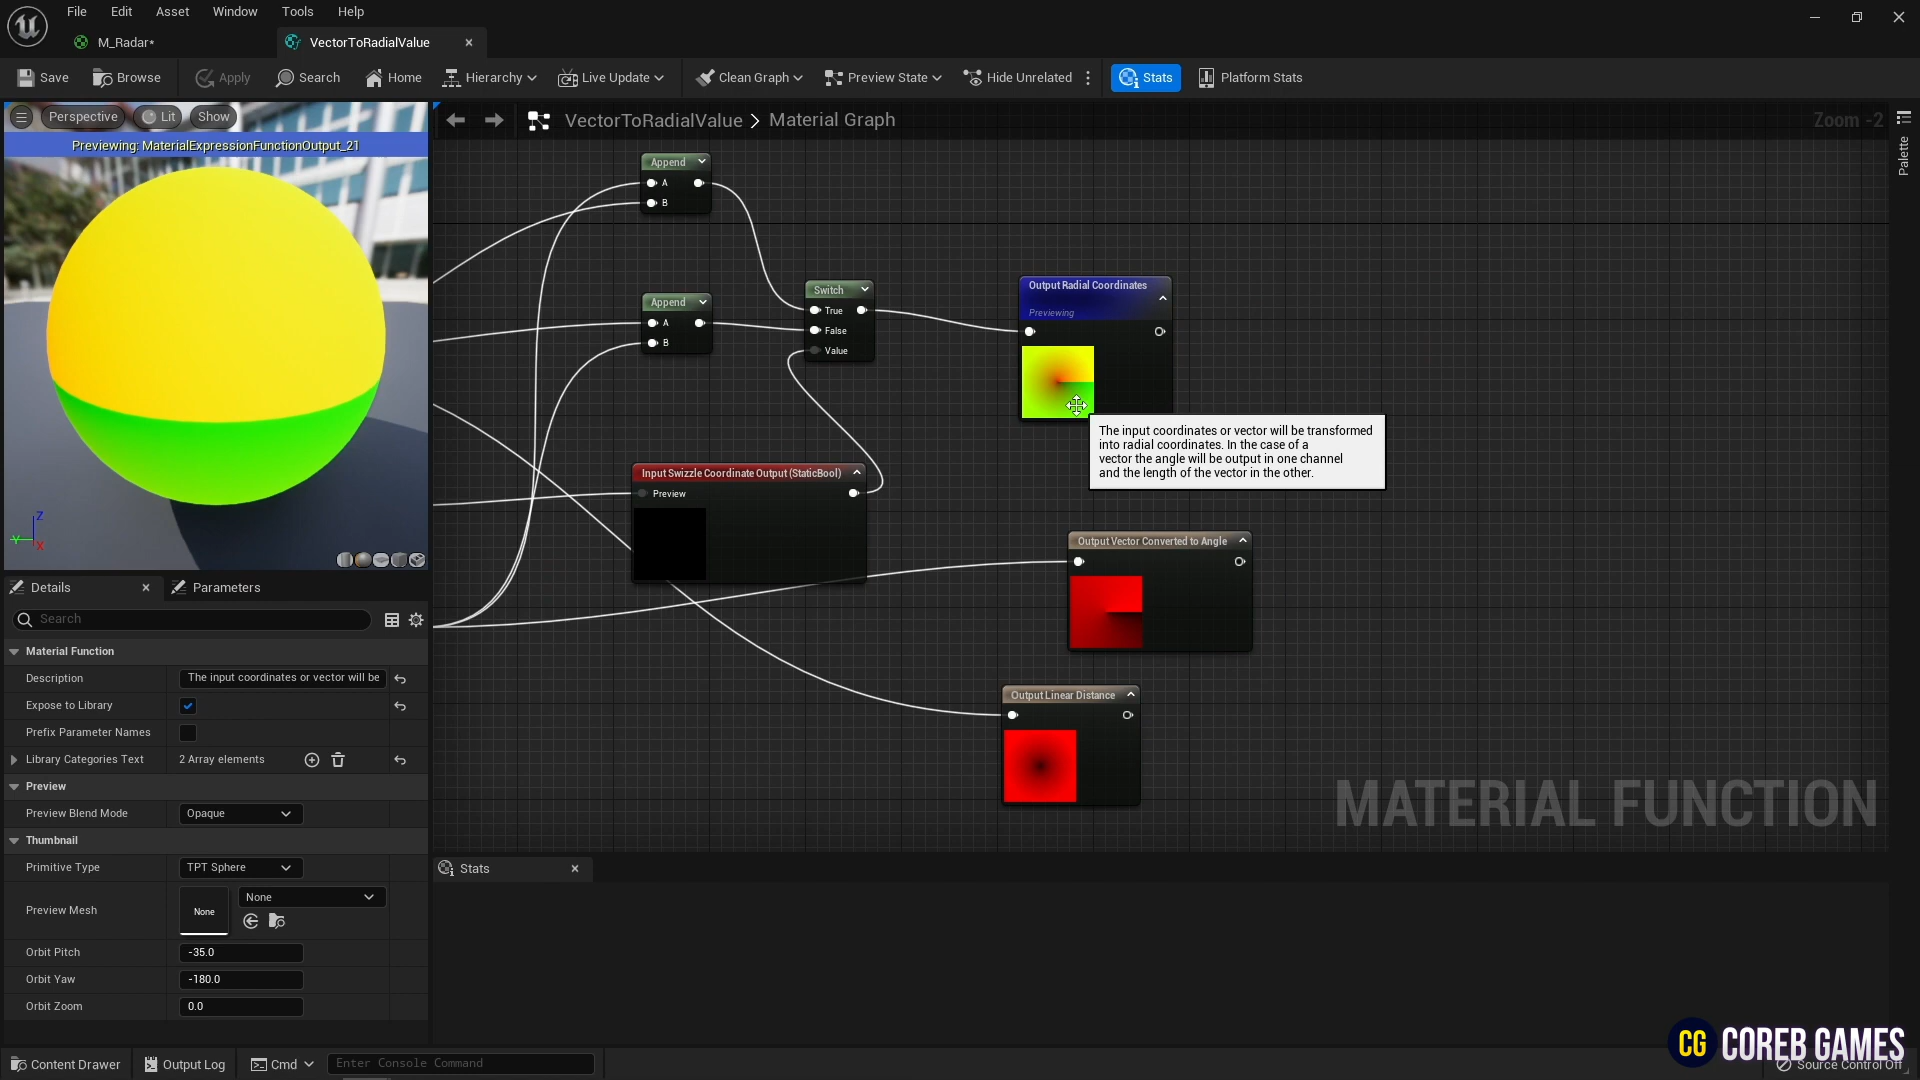 File Edit Asset Window Tools Help
M_Radar*
VectorToRadialValue
Save Browse Apply Search Home Hierarchy Live Update Clean Graph Preview State Hide Unrelated Stats Platform Stats
Perspective Lit Show
Previewing: MaterialExpressionFunctionOutput_21
VectorToRadialValue > Material Graph
Zoom -2
Palette
Append
A
B
Append
A
B
Switch
True
False
Value
Output Radial Coordinates
Previewing
The input coordinates or vector will be transformed
into radial coordinates. In the case of a
vector the angle will be output in one channel
and the length of the vector in the other.
Input Swizzle Coordinate Output (StaticBool)
Preview
Output Vector Converted to Angle
Output Linear Distance
MATERIAL FUNCTION
Z
Y
X
Details
Parameters
Search
Material Function
Description The input coordinates or vector will be
Expose to Library
Prefix Parameter Names
Library Categories Text 2 Array elements
Preview
Preview Blend Mode Opaque
Thumbnail
Primitive Type TPT Sphere
Preview Mesh None None
Orbit Pitch -35.0
Orbit Yaw -180.0
Orbit Zoom 0.0
Stats
Content Drawer Output Log Cmd Enter Console Command
CG COREB GAMES
Source Control Off